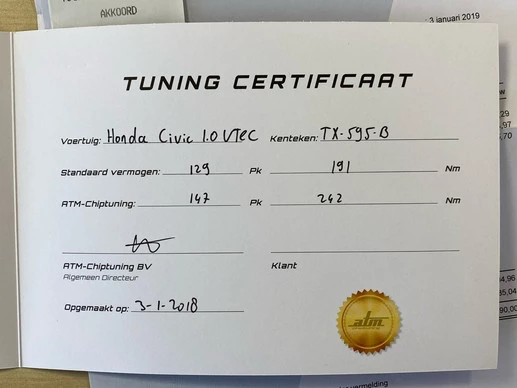 AKKOORD
3 januari 2019
TUNING CERTIFICAAT
Voertuig: Honda Civic 1.0 VTEC Kenteken: TX-595-B
Standaard vermogen: 129 Pk 191 Nm
ATM-Chiptuning: 147 Pk 242 Nm
ATM-Chiptuning BV Klant
Algemeen Directeur
Opgemaakt op: 3-1-2018
atm